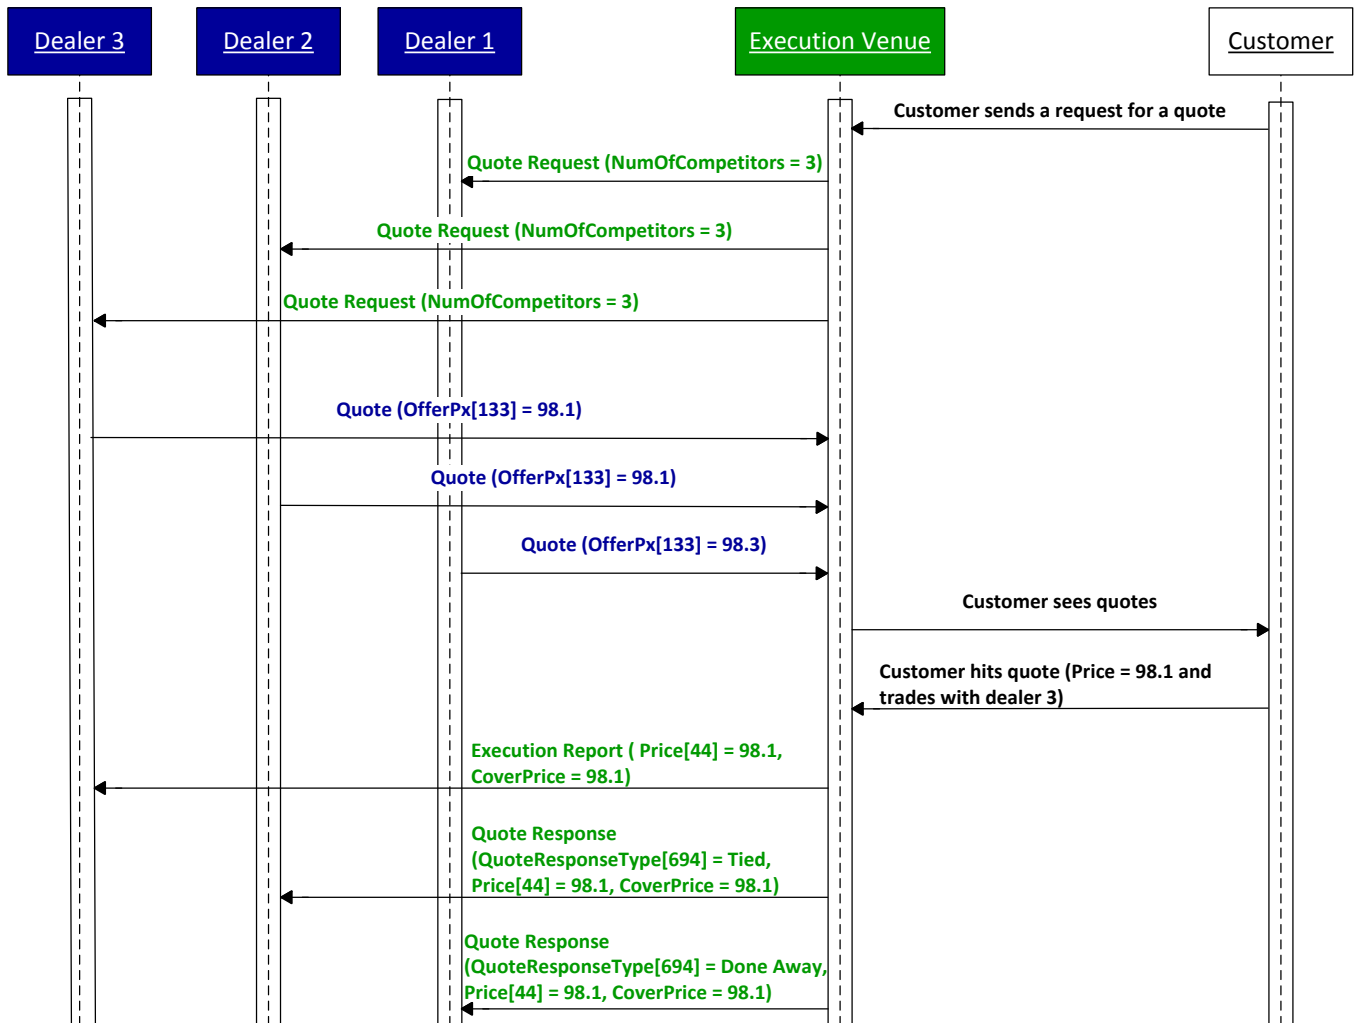 Dealer 3
Dealer 2
Dealer 1
Execution Venue
Customer
Customer sends a request for a quote
Quote Request (NumOfCompetitors = 3)
Quote Request (NumOfCompetitors = 3)
Quote Request (NumOfCompetitors = 3)
Quote (OfferPx[133] = 98.1)
Quote (OfferPx[133] = 98.1)
Quote (OfferPx[133] = 98.3)
Customer sees quotes
Customer hits quote (Price = 98.1 and
trades with dealer 3)
Execution Report ( Price[44] = 98.1,
CoverPrice = 98.1)
Quote Response
(QuoteResponseType[694] = Tied,
Price[44] = 98.1, CoverPrice = 98.1)
Quote Response
(QuoteResponseType[694] = Done Away,
Price[44] = 98.1, CoverPrice = 98.1)